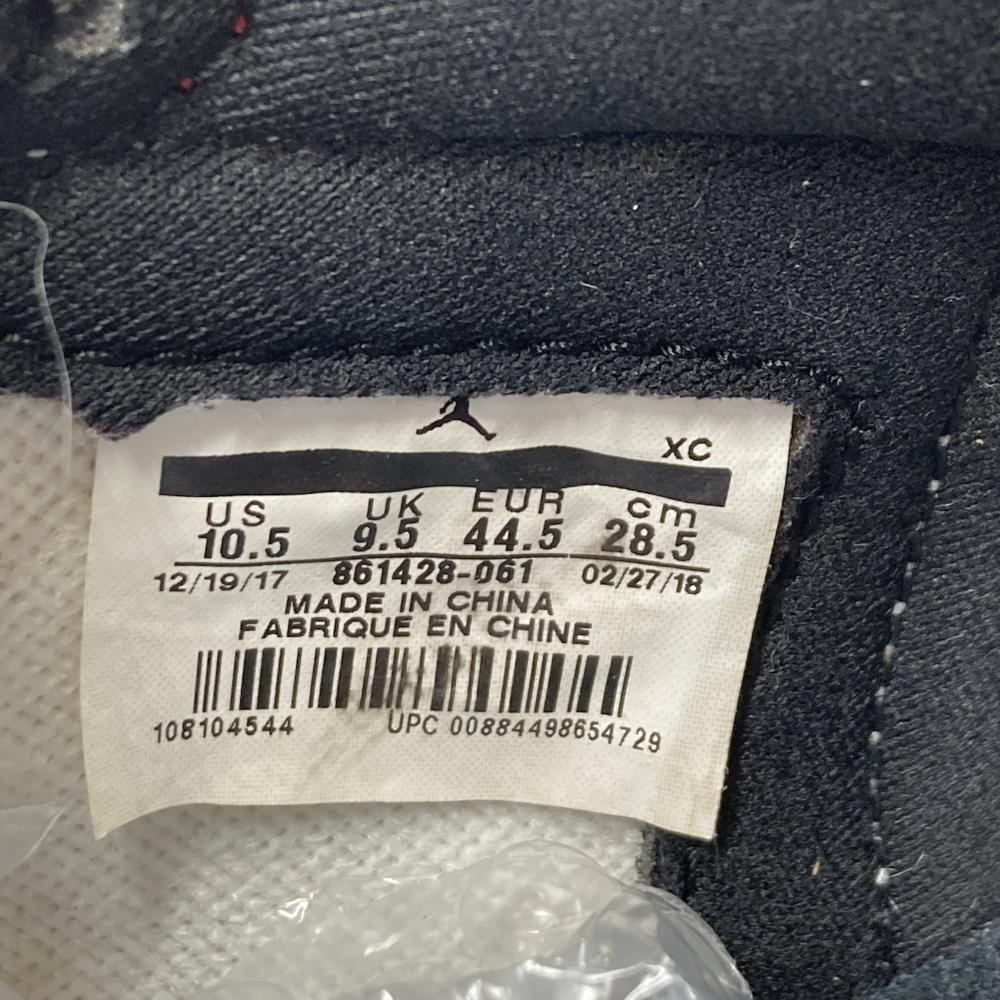 XC
US UK EUR cm
10.5 9.5 44.5 28.5
12/19/17 861428-061 02/27/18
MADE IN CHINA
FABRIQUE EN CHINE
108104544 UPC 00884498654729